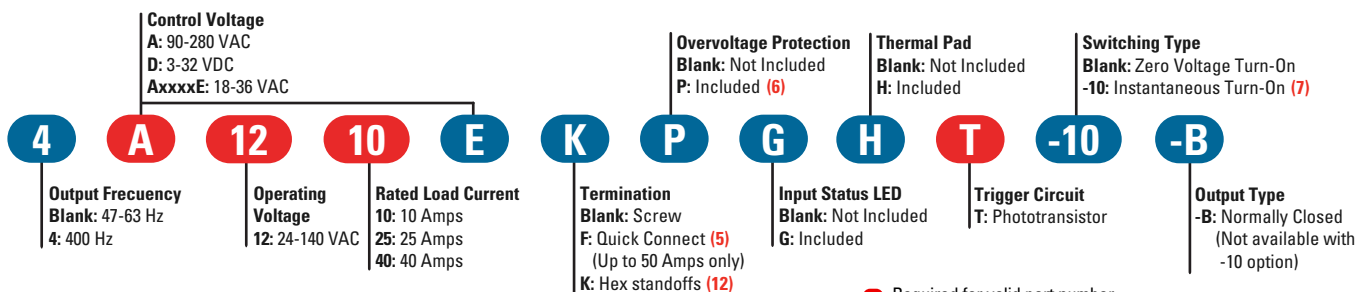 Control Voltage
A: 90-280 VAC
D: 3-32 VDC
AxxxxE: 18-36 VAC
Overvoltage Protection
Blank: Not Included
P: Included (6)
Thermal Pad
Blank: Not Included
H: Included
Switching Type
Blank: Zero Voltage Turn-On
-10: Instantaneous Turn-On (7)
4 A 12 10 E K P G H T -10 -B
Output Frecuency
Blank: 47-63 Hz
4: 400 Hz
Operating
Voltage
12: 24-140 VAC
Rated Load Current
10: 10 Amps
25: 25 Amps
40: 40 Amps
Termination
Blank: Screw
F: Quick Connect (5)
(Up to 50 Amps only)
K: Hex standoffs (12)
Input Status LED
Blank: Not Included
G: Included
Trigger Circuit
T: Phototransistor
Output Type
-B: Normally Closed
(Not available with
-10 option)
Required for valid part number